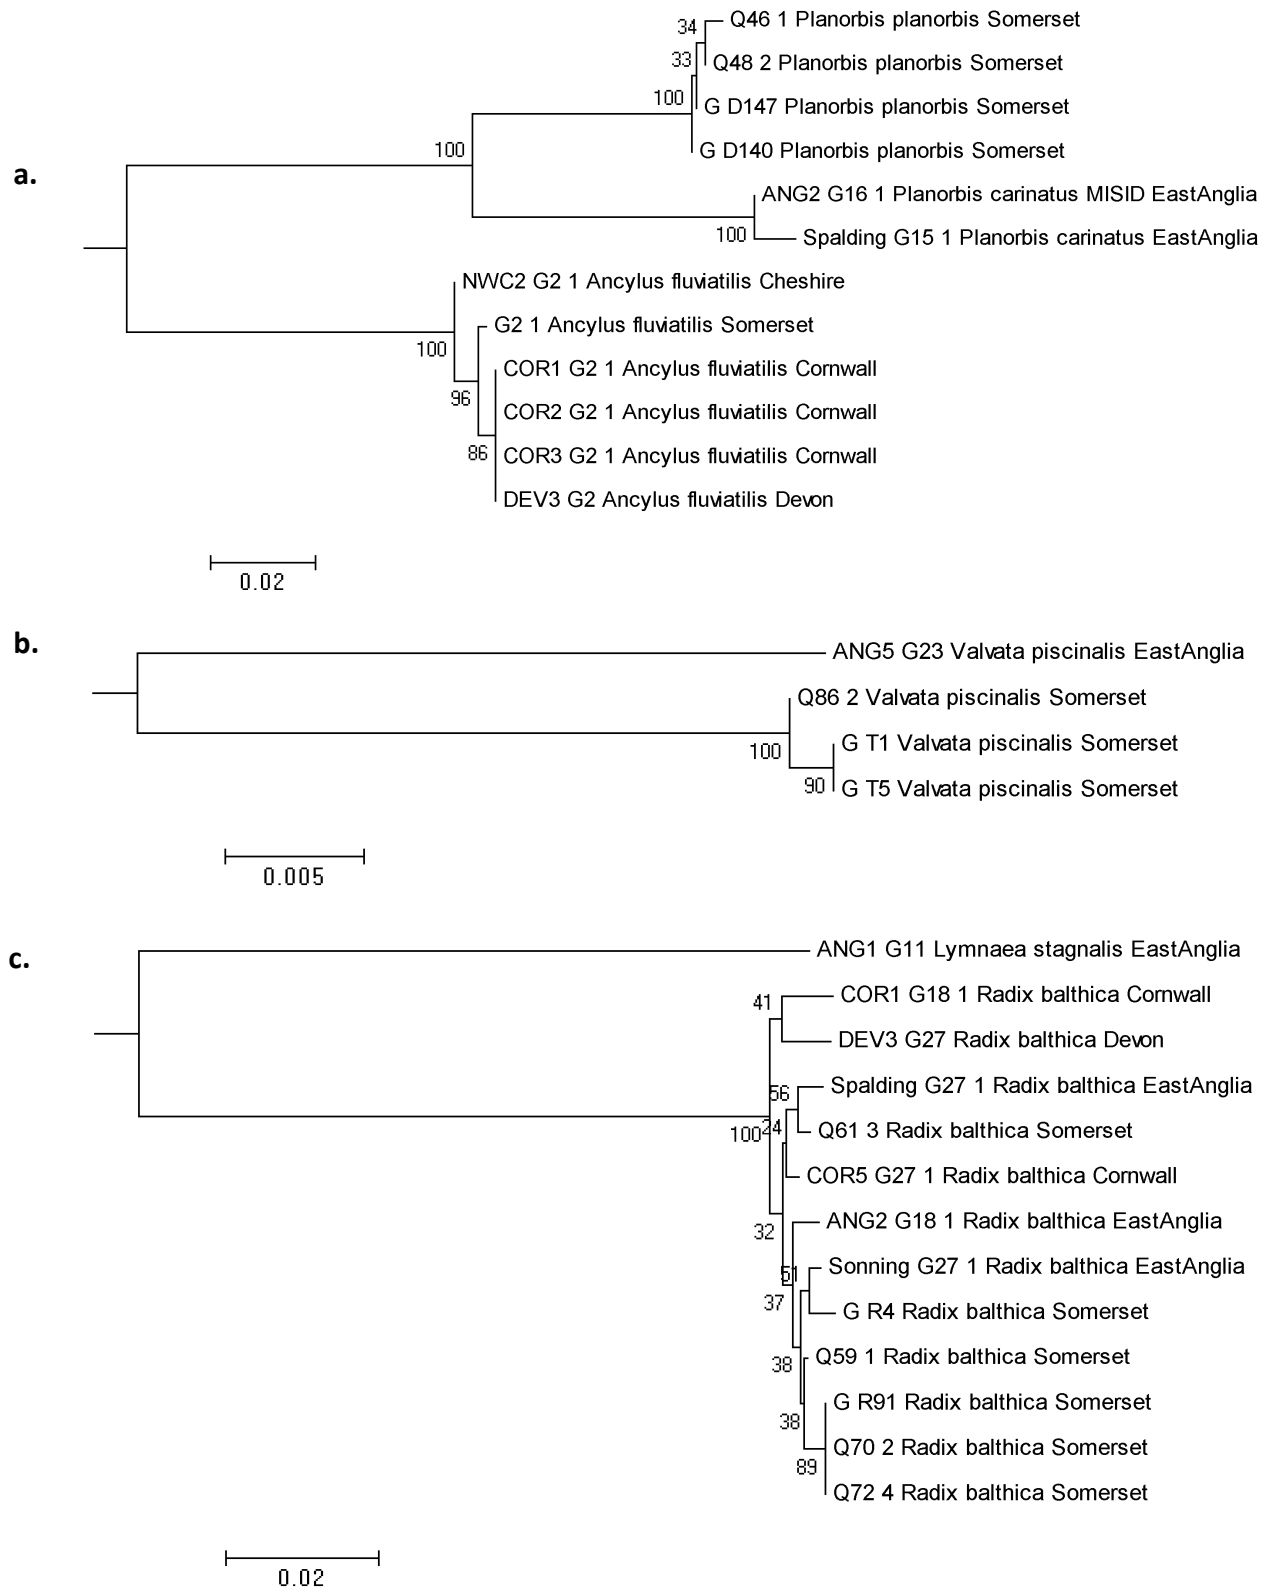 a.
34
Q46 1 Planorbis planorbis Somerset
33
Q48 2 Planorbis planorbis Somerset
100
G D147 Planorbis planorbis Somerset
100
G D140 Planorbis planorbis Somerset
ANG2 G16 1 Planorbis carinatus MISID EastAnglia
100
Spalding G15 1 Planorbis carinatus EastAnglia
NWC2 G2 1 Ancylus fluviatilis Cheshire
G2 1 Ancylus fluviatilis Somerset
100
COR1 G2 1 Ancylus fluviatilis Cornwall
96
COR2 G2 1 Ancylus fluviatilis Cornwall
86
COR3 G2 1 Ancylus fluviatilis Cornwall
DEV3 G2 Ancylus fluviatilis Devon
0.02
b.
ANG5 G23 Valvata piscinalis EastAnglia
Q86 2 Valvata piscinalis Somerset
100
G T1 Valvata piscinalis Somerset
90
G T5 Valvata piscinalis Somerset
0.005
c.
ANG1 G11 Lymnaea stagnalis EastAnglia
41
COR1 G18 1 Radix balthica Cornwall
DEV3 G27 Radix balthica Devon
56
Spalding G27 1 Radix balthica EastAnglia
100
24
Q61 3 Radix balthica Somerset
COR5 G27 1 Radix balthica Cornwall
32
ANG2 G18 1 Radix balthica EastAnglia
51
Sonning G27 1 Radix balthica EastAnglia
37
G R4 Radix balthica Somerset
38
Q59 1 Radix balthica Somerset
38
G R91 Radix balthica Somerset
89
Q70 2 Radix balthica Somerset
Q72 4 Radix balthica Somerset
0.02